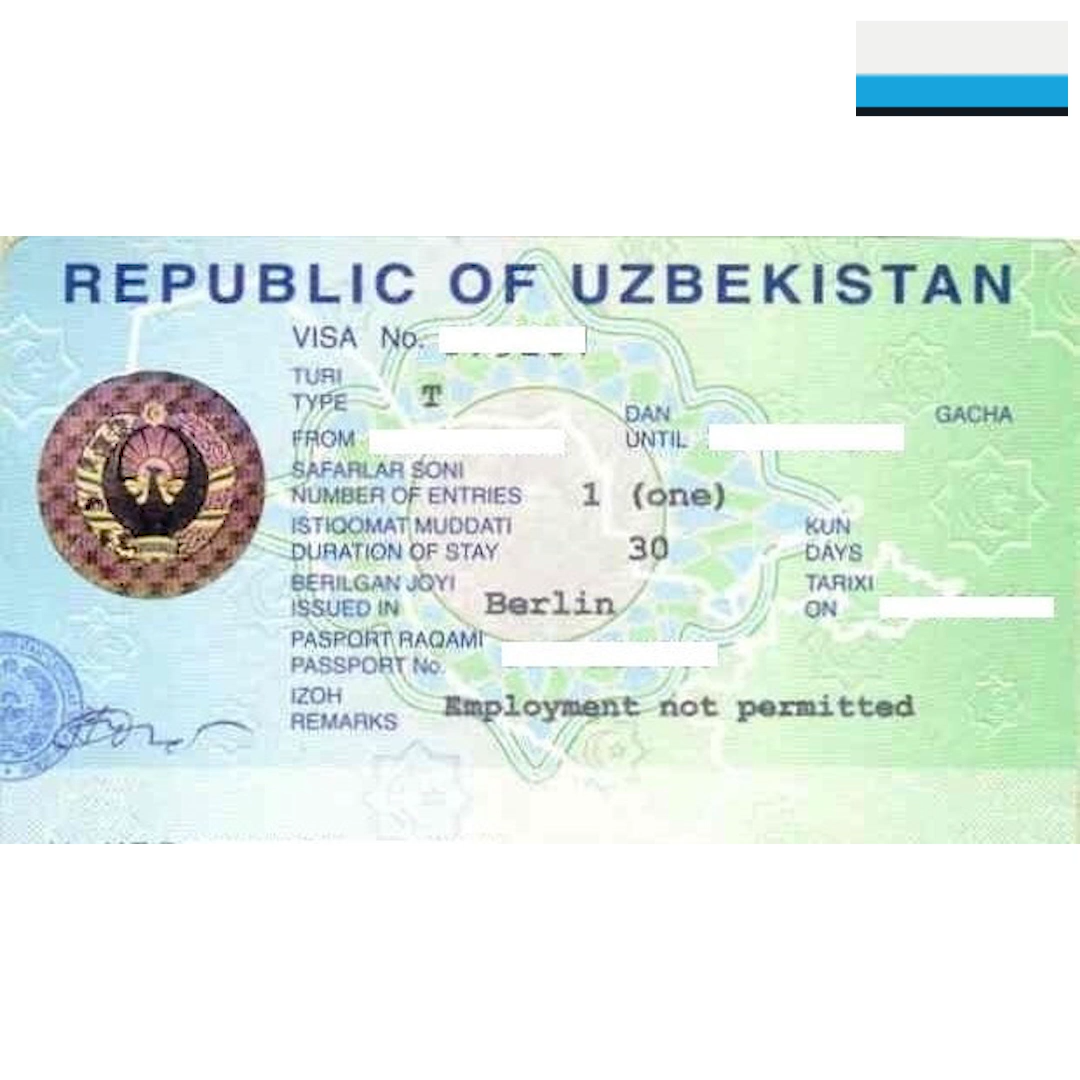 REPUBLIC OF UZBEKISTAN
VISA No.
TURI
TYPE T
DAN GACHA
FROM UNTIL
SAFARLAR SONI
NUMBER OF ENTRIES 1 (one)
ISTIQOMAT MUDDATI KUN
DURATION OF STAY 30 DAYS
BERILGAN JOYI TARIXI
ISSUED IN Berlin ON
PASPORT RAQAMI
PASSPORT No.
IZOH
REMARKS Employment not permitted